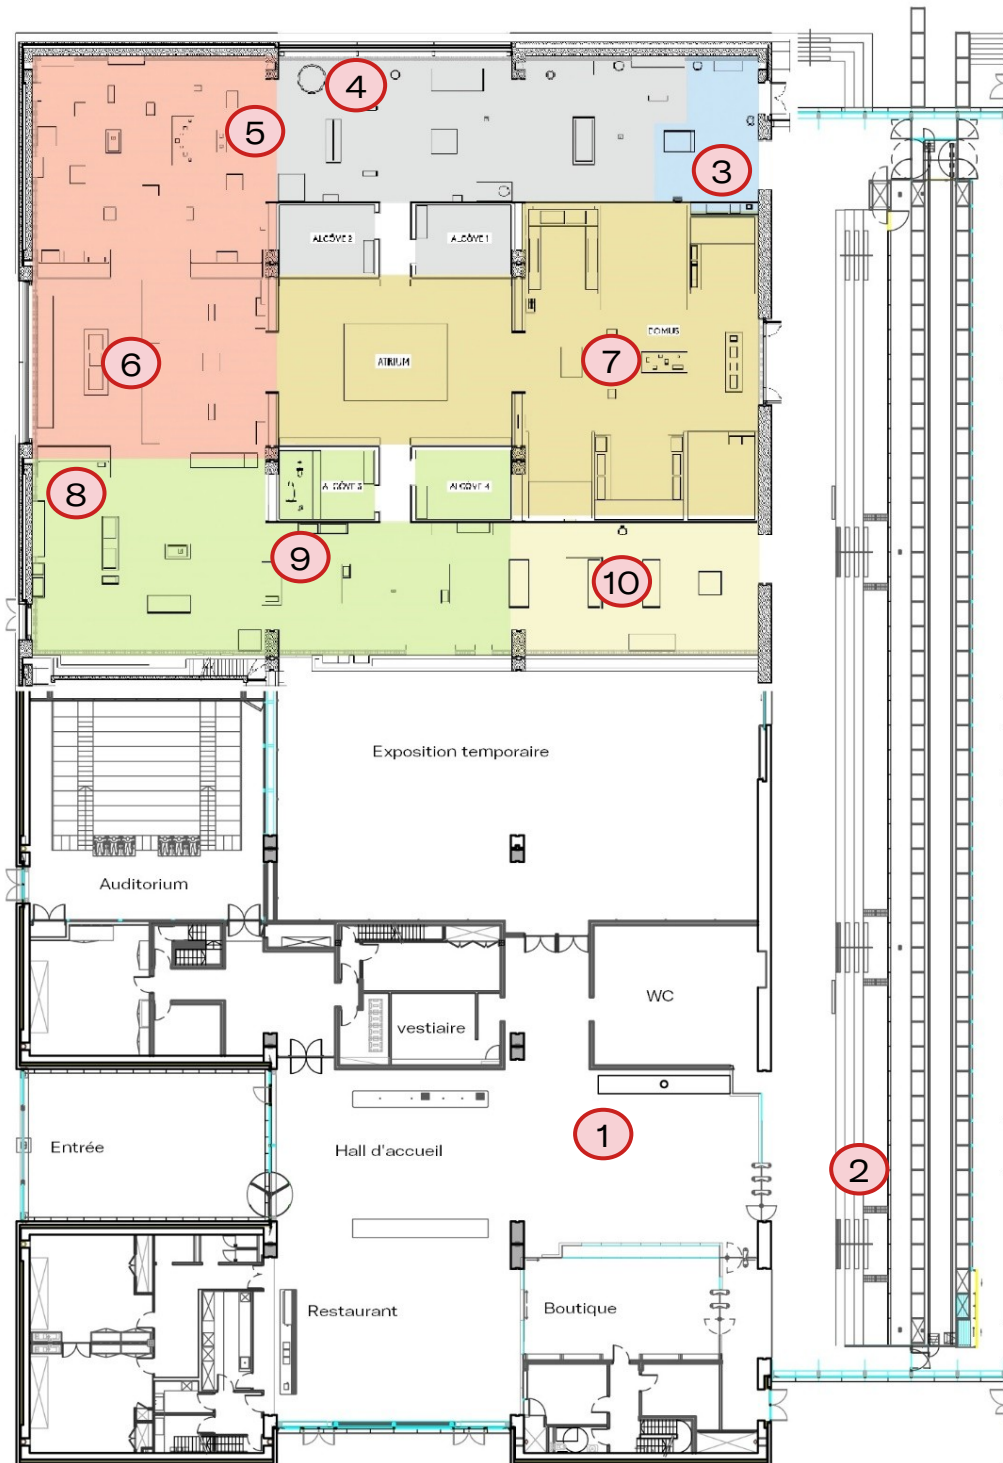 4
5
3
ALCÔVE 2
ALCÔVE 1
6
ATRIUM
7
DOMUS
8
ALCÔVE 3
ALCÔVE 4
9
10
Exposition temporaire
Auditorium
WC
vestiaire
1
Entrée
Hall d'accueil
2
Restaurant
Boutique